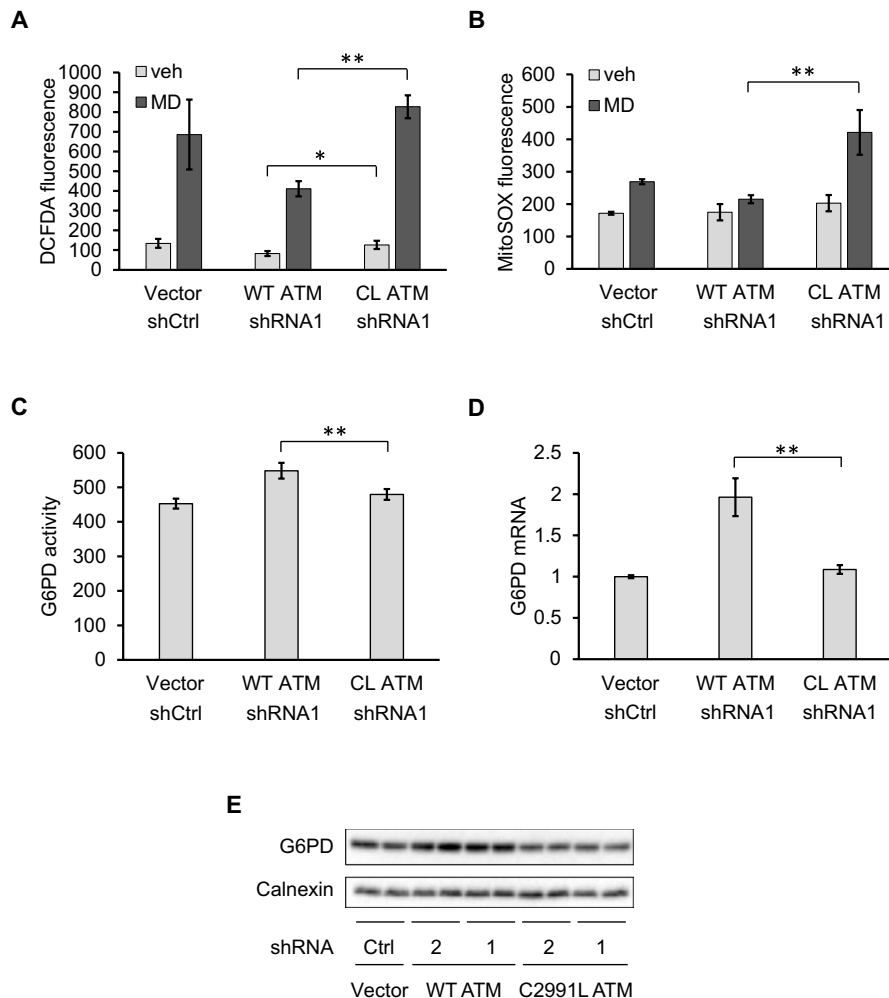 A
DCFDA fluorescence
1000
900
800
700
600
500
400
300
200
100
0
veh
MD
*
**
Vector WT ATM CL ATM
shCtrl shRNA1 shRNA1
B
MitoSOX fluorescence
600
500
400
300
200
100
0
veh
MD
**
Vector WT ATM CL ATM
shCtrl shRNA1 shRNA1
C
G6PD activity
600
500
400
300
200
100
0
**
Vector WT ATM CL ATM
shCtrl shRNA1 shRNA1
D
G6PD mRNA
2.5
2
1.5
1
0.5
0
**
Vector WT ATM CL ATM
shCtrl shRNA1 shRNA1
E
G6PD
Calnexin
shRNA Ctrl 2 1 2 1
Vector WT ATM C2991L ATM